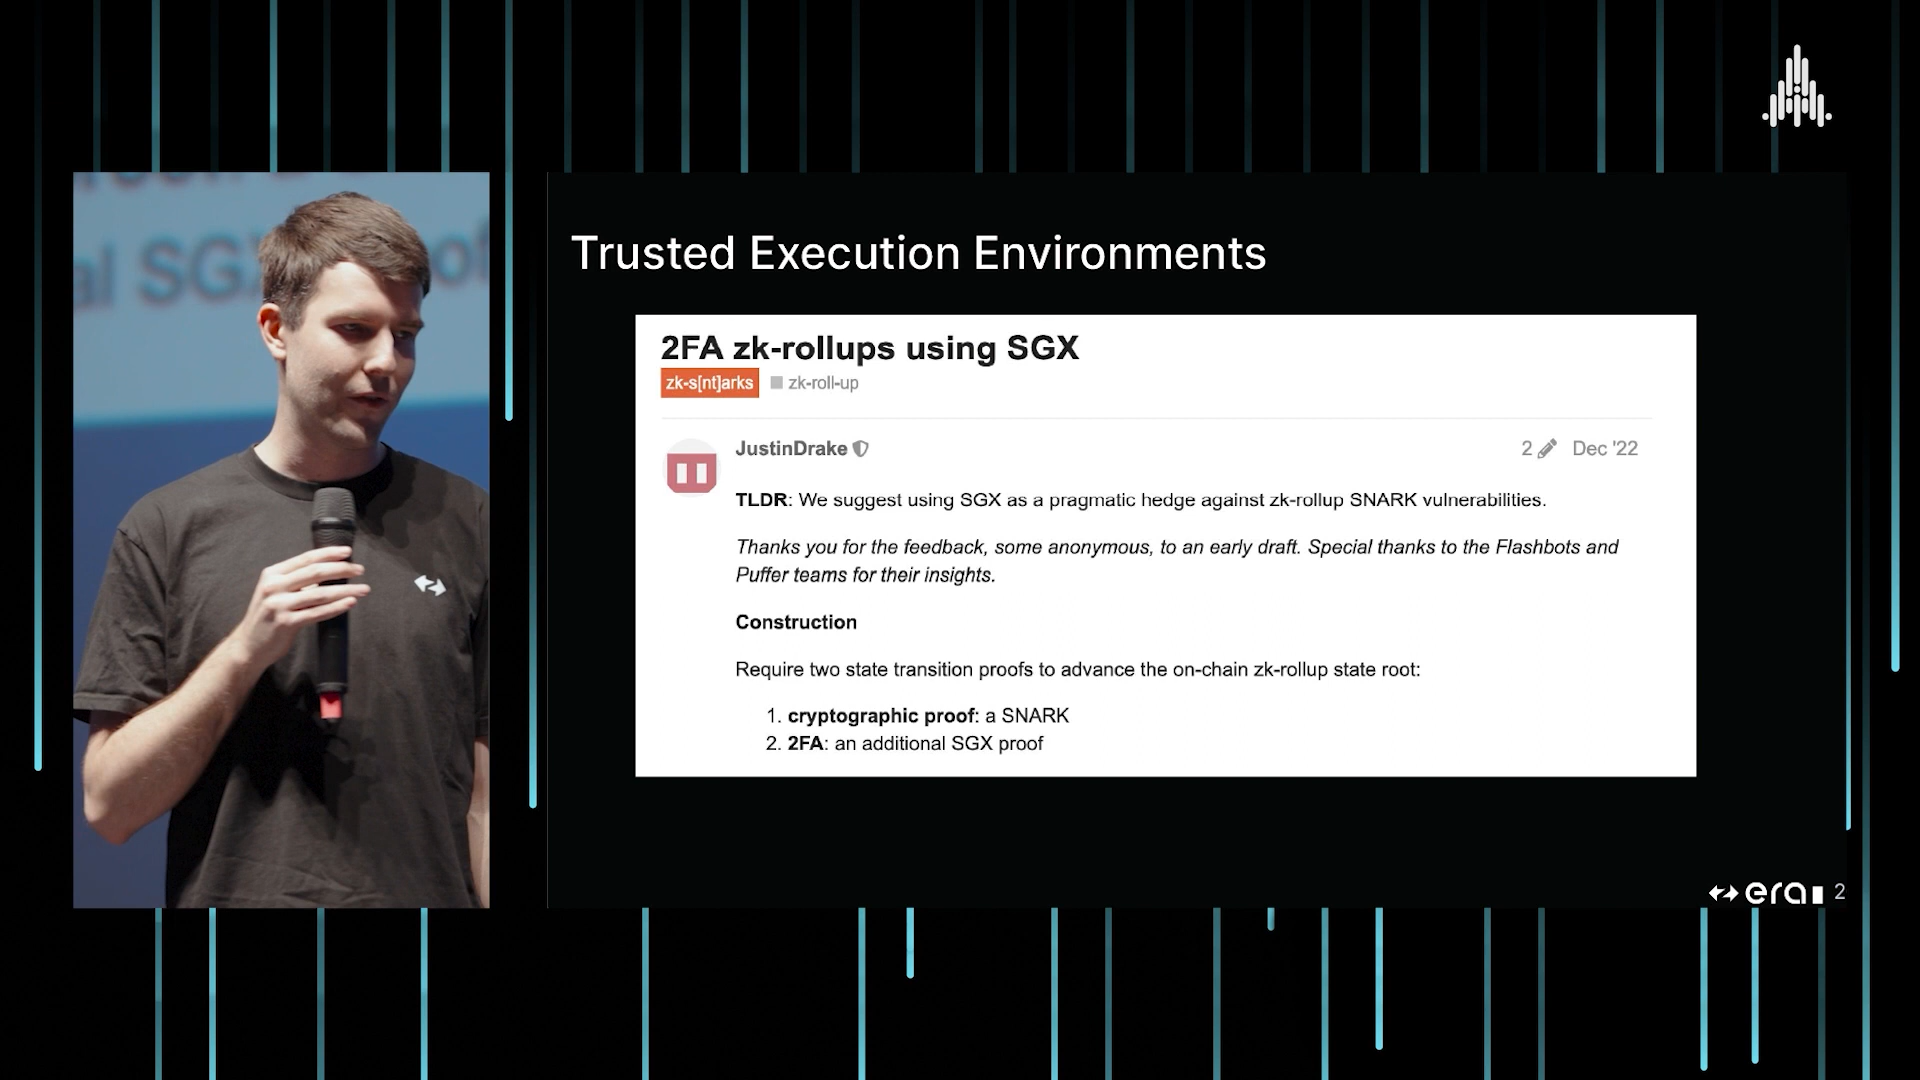 al SGX
of
Trusted Execution Environments
2FA zk-rollups using SGX
zk-s[nt]arks zk-roll-up
JustinDrake 2 Dec '22
TLDR: We suggest using SGX as a pragmatic hedge against zk-rollup SNARK vulnerabilities.
Thanks you for the feedback, some anonymous, to an early draft. Special thanks to the Flashbots and
Puffer teams for their insights.
Construction
Require two state transition proofs to advance the on-chain zk-rollup state root:
1. cryptographic proof: a SNARK
2. 2FA: an additional SGX proof
era 2